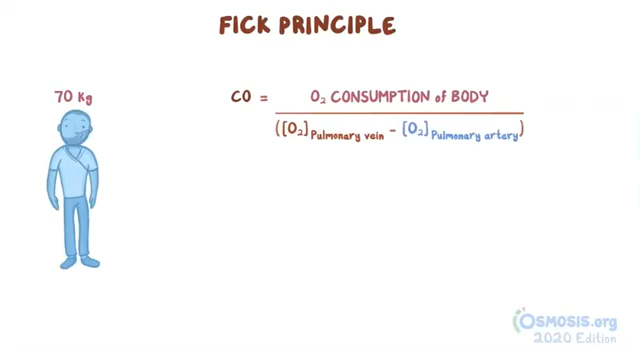 FICK PRINCIPLE
70 Kg
CO = O₂ CONSUMPTION of BODY
([O₂] Pulmonary vein - [O₂] Pulmonary artery)
OSMOSIS.org
2020 Edition